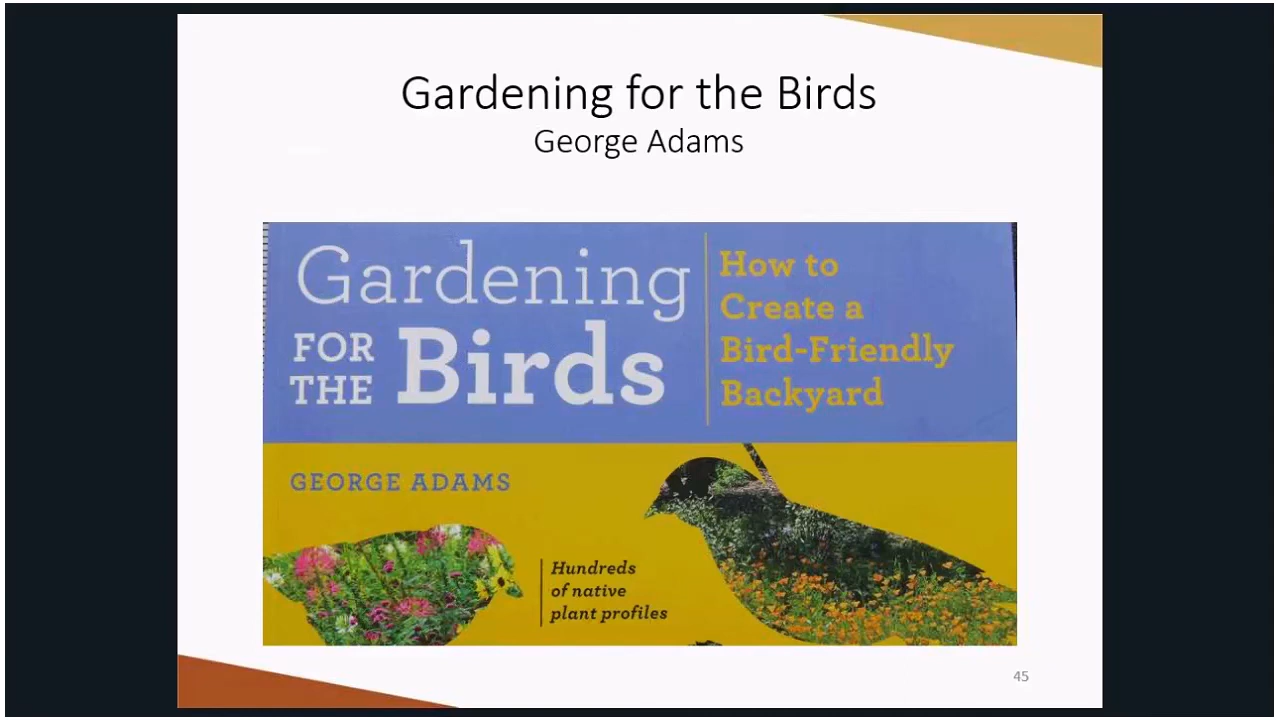 Gardening for the Birds
George Adams
Gardening
FOR
THE Birds
How to
Create a
Bird-Friendly
Backyard
GEORGE ADAMS
Hundreds
of native
plant profiles
45